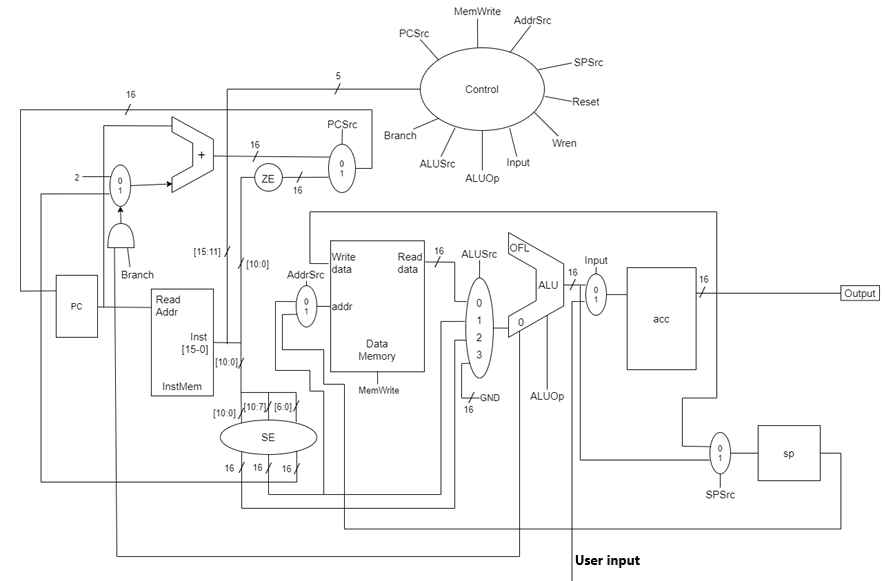 MemWrite
AddrSrc
PCSrc
SPSrc
5
Control
16
Reset
PCSrc
Wren
Branch
ALUSrc
Input
ALUOp
+
16
0
1
ZE
16
2
0
1
[15:11]
[10:0]
Branch
OFL
Write
data
Read
data
16
ALUSrc
16
Input
AddrSrc
ALU
16
PC
Read
Addr
0
1
addr
0
1
2
3
0
0
1
acc
Output
Inst
[15-0]
Data
Memory
[10:0]
InstMem
MemWrite
GND
16
ALUOp
[10:0]
[10:7]
[6:0]
SE
0
1
sp
16
16
16
SPSrc
User input